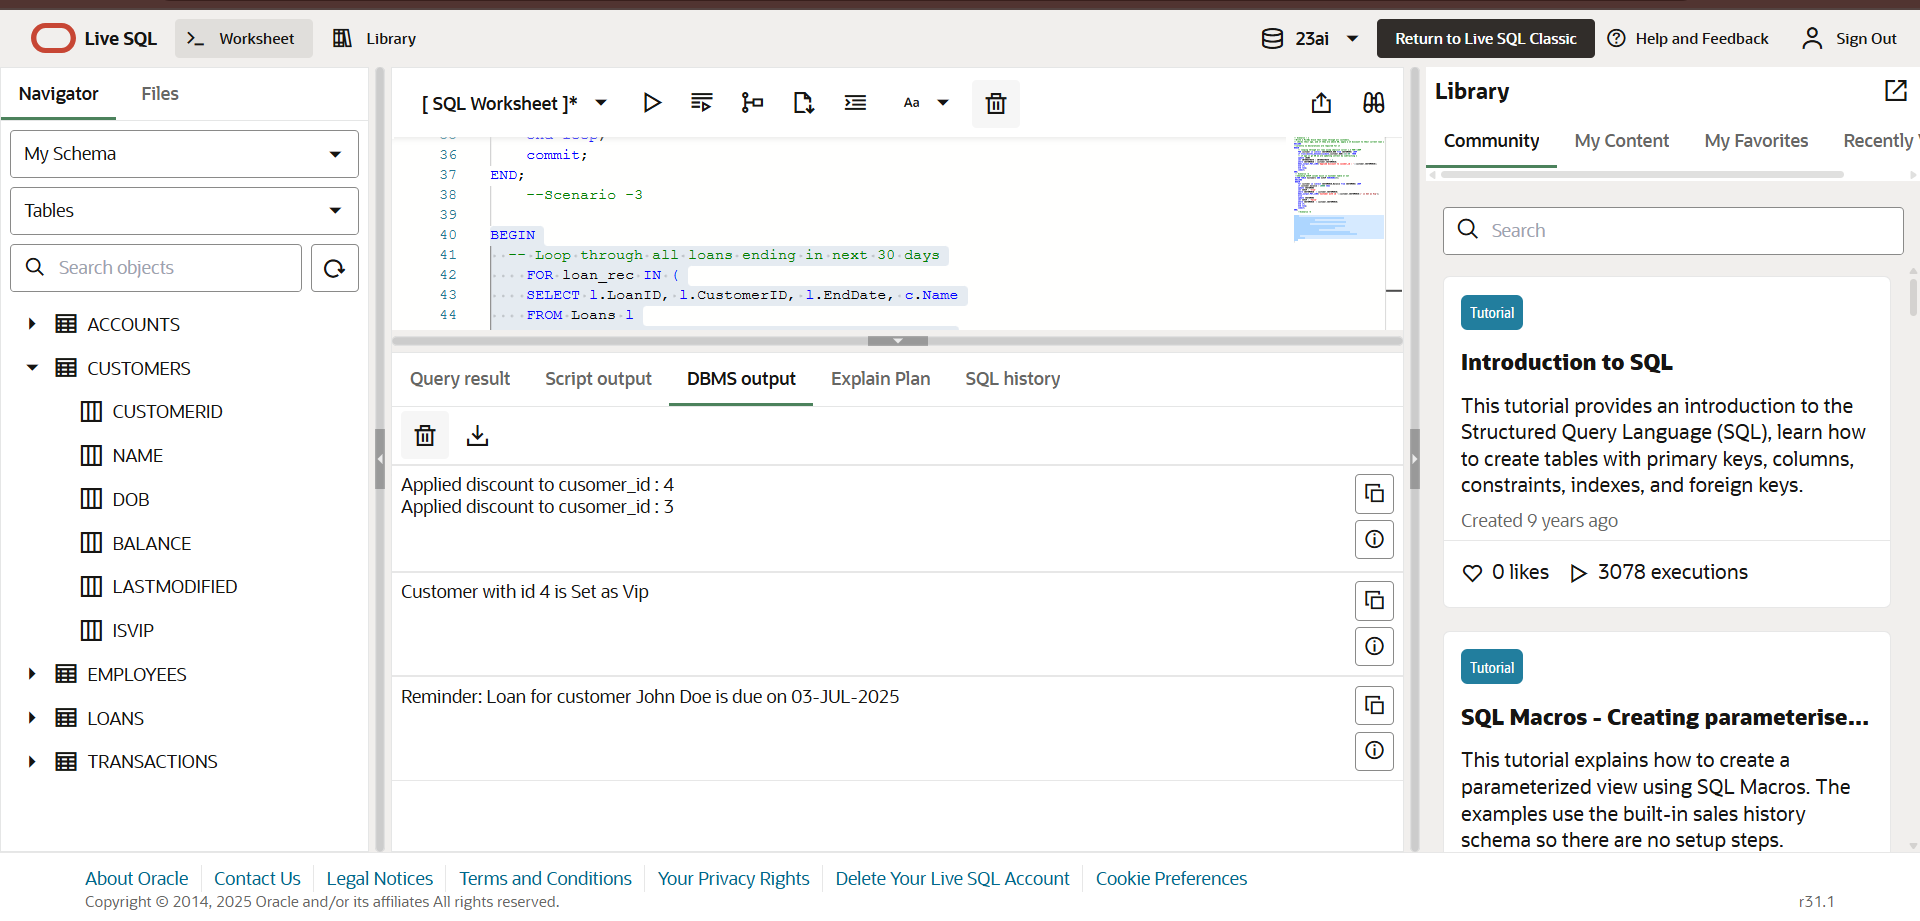 Live SQL
Worksheet
Library
23ai
Return to Live SQL Classic
Help and Feedback
Sign Out
Navigator
Files
My Schema
Tables
Search objects
ACCOUNTS
CUSTOMERS
CUSTOMERID
NAME
DOB
BALANCE
LASTMODIFIED
ISVIP
EMPLOYEES
LOANS
TRANSACTIONS
[ SQL Worksheet ]*
Aa
36 commit;
37 END;
38 --Scenario -3
39
40 BEGIN
41 -- Loop through all loans ending in next 30 days
42 FOR loan_rec IN (
43 SELECT l.LoanID, l.CustomerID, l.EndDate, c.Name
44 FROM Loans l
Query result
Script output
DBMS output
Explain Plan
SQL history
Applied discount to cusomer_id : 4
Applied discount to cusomer_id : 3
Customer with id 4 is Set as Vip
Reminder: Loan for customer John Doe is due on 03-JUL-2025
Library
Community
My Content
My Favorites
Recently
Search
Tutorial
Introduction to SQL
This tutorial provides an introduction to the
Structured Query Language (SQL), learn how
to create tables with primary keys, columns,
constraints, indexes, and foreign keys.
Created 9 years ago
0 likes
3078 executions
Tutorial
SQL Macros - Creating parameterise...
This tutorial explains how to create a
parameterized view using SQL Macros. The
examples use the built-in sales history
schema so there are no setup steps.
About Oracle
Contact Us
Legal Notices
Terms and Conditions
Your Privacy Rights
Delete Your Live SQL Account
Cookie Preferences
Copyright © 2014, 2025 Oracle and/or its affiliates All rights reserved.
r31.1